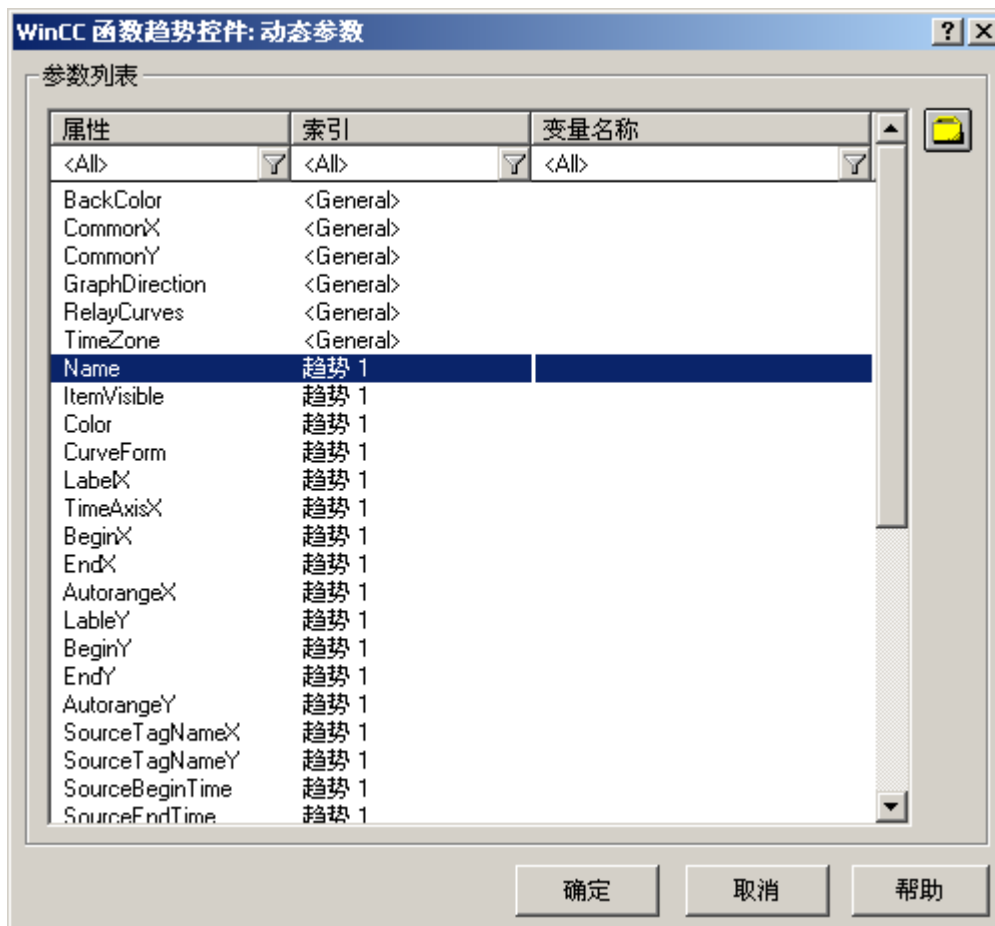 WinCC 函数趋势控件: 动态参数
参数列表
属性 索引 变量名称
<All> <All> <All>
BackColor <General>
CommonX <General>
CommonY <General>
GraphDirection <General>
RelayCurves <General>
TimeZone <General>
Name 趋势 1
ItemVisible 趋势 1
Color 趋势 1
CurveForm 趋势 1
LabelX 趋势 1
TimeAxisX 趋势 1
BeginX 趋势 1
EndX 趋势 1
AutorangeX 趋势 1
LableY 趋势 1
BeginY 趋势 1
EndY 趋势 1
AutorangeY 趋势 1
SourceTagNameX 趋势 1
SourceTagNameY 趋势 1
SourceBeginTime 趋势 1
SourceEndTime 趋势 1
确定 取消 帮助